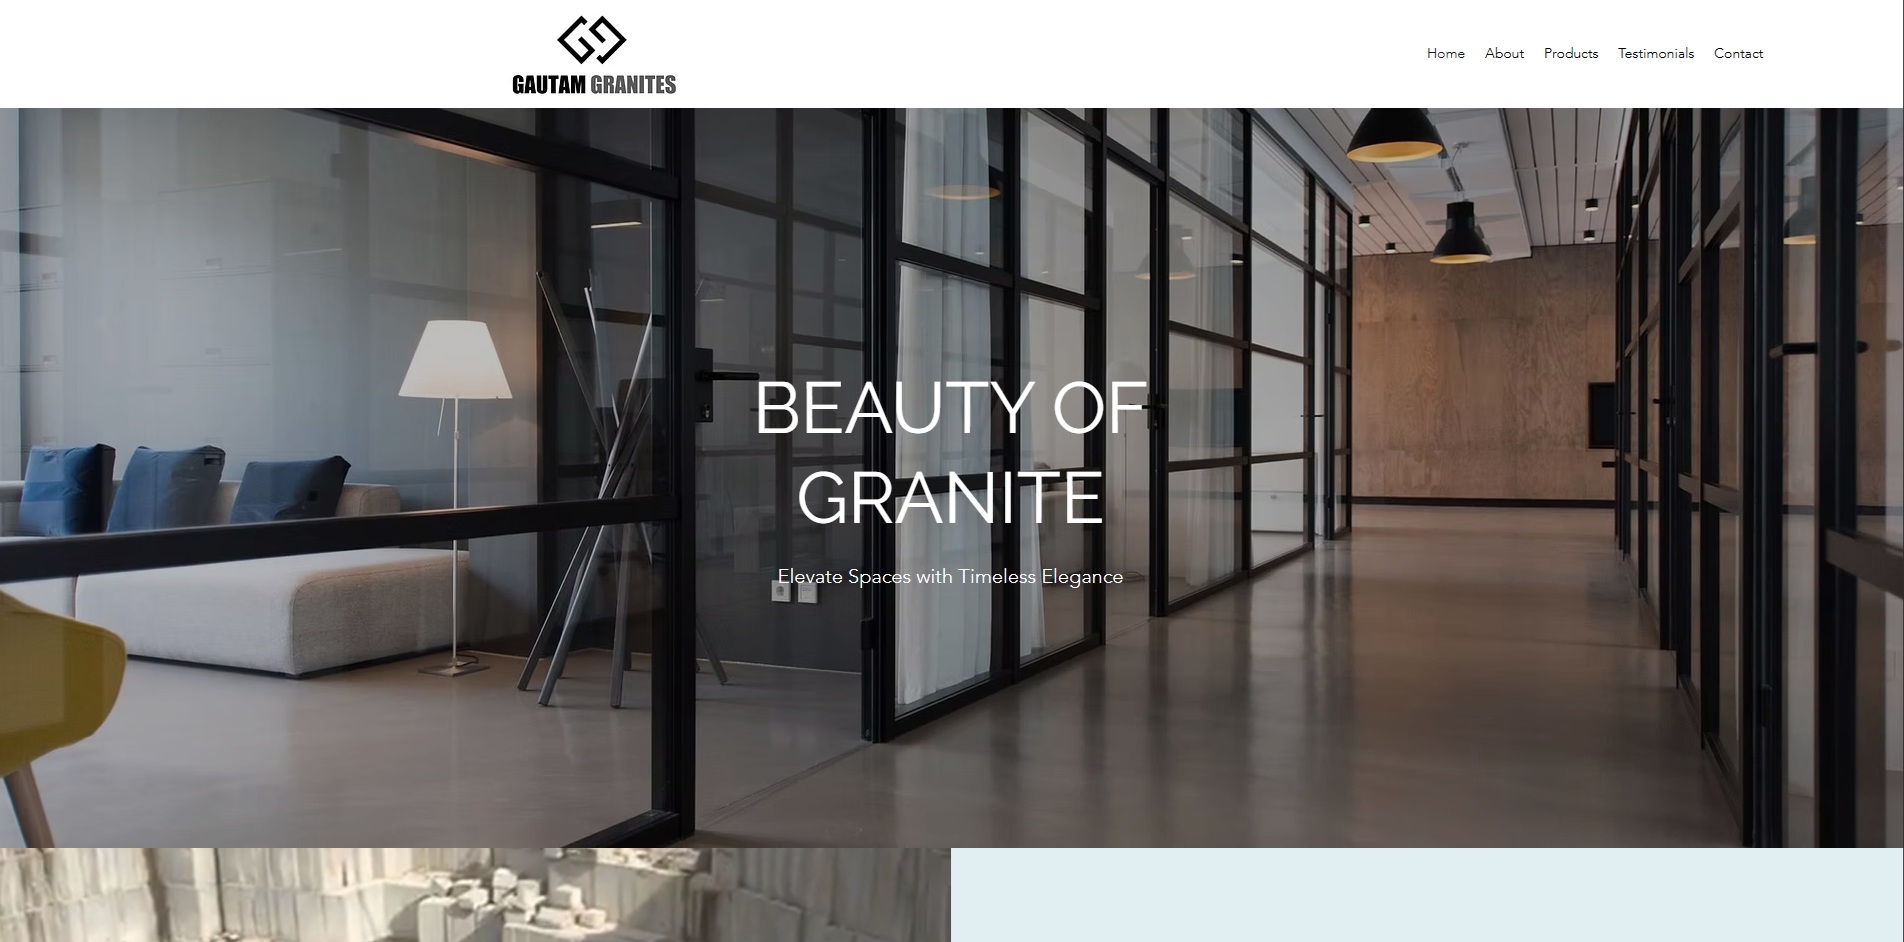 GAUTAM GRANITES
Home About Products Testimonials Contact
BEAUTY OF
GRANITE
Elevate Spaces with Timeless Elegance